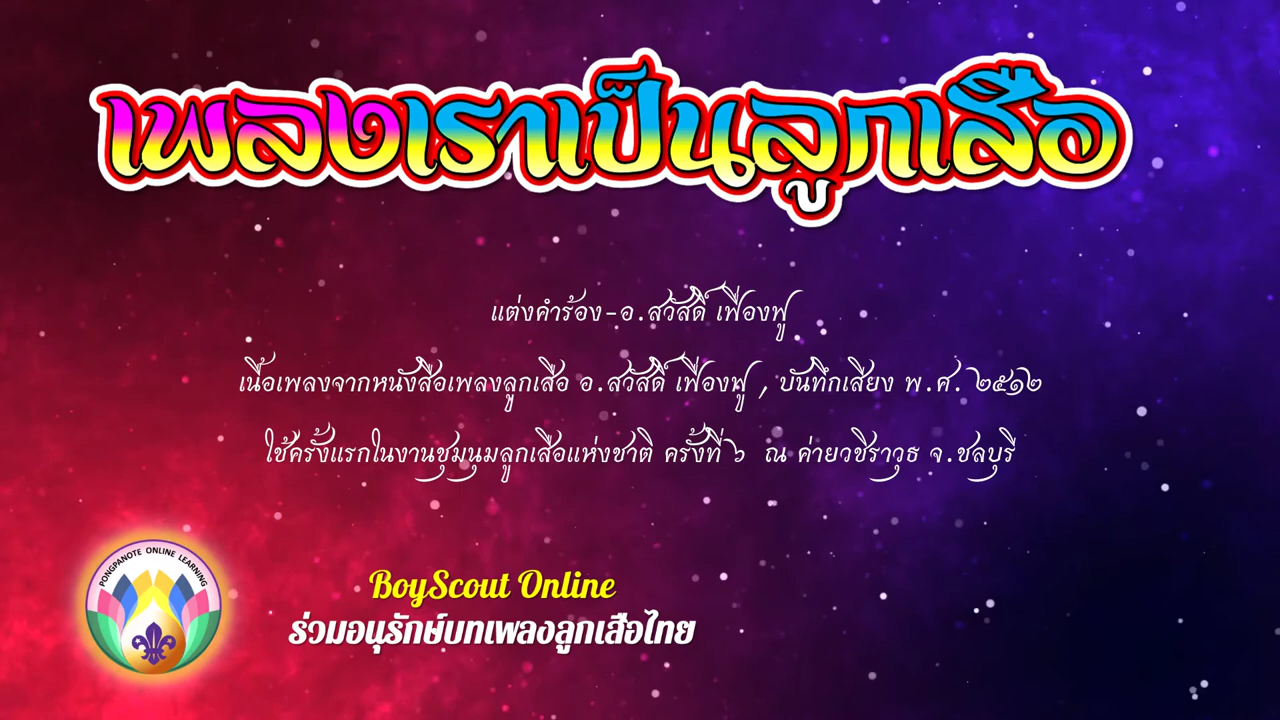 เพลงเราเป็นลูกเสือ
แต่งคำร้อง-อ.สวัสดิ์ เฟื่องฟู
เนื้อเพลงจากหนังสือเพลงลูกเสือ อ.สวัสดิ์ เฟื่องฟู , บันทึกเสียง พ.ศ. ๒๕๑๒
ใช้ครั้งแรกในงานชุมนุมลูกเสือแห่งชาติ ครั้งที่ ๖ ณ ค่ายวชิราวุธ จ.ชลบุรี
PONGPANOTE ONLINE LEARNING
BoyScout Online
ร่วมอนุรักษ์บทเพลงลูกเสือไทย